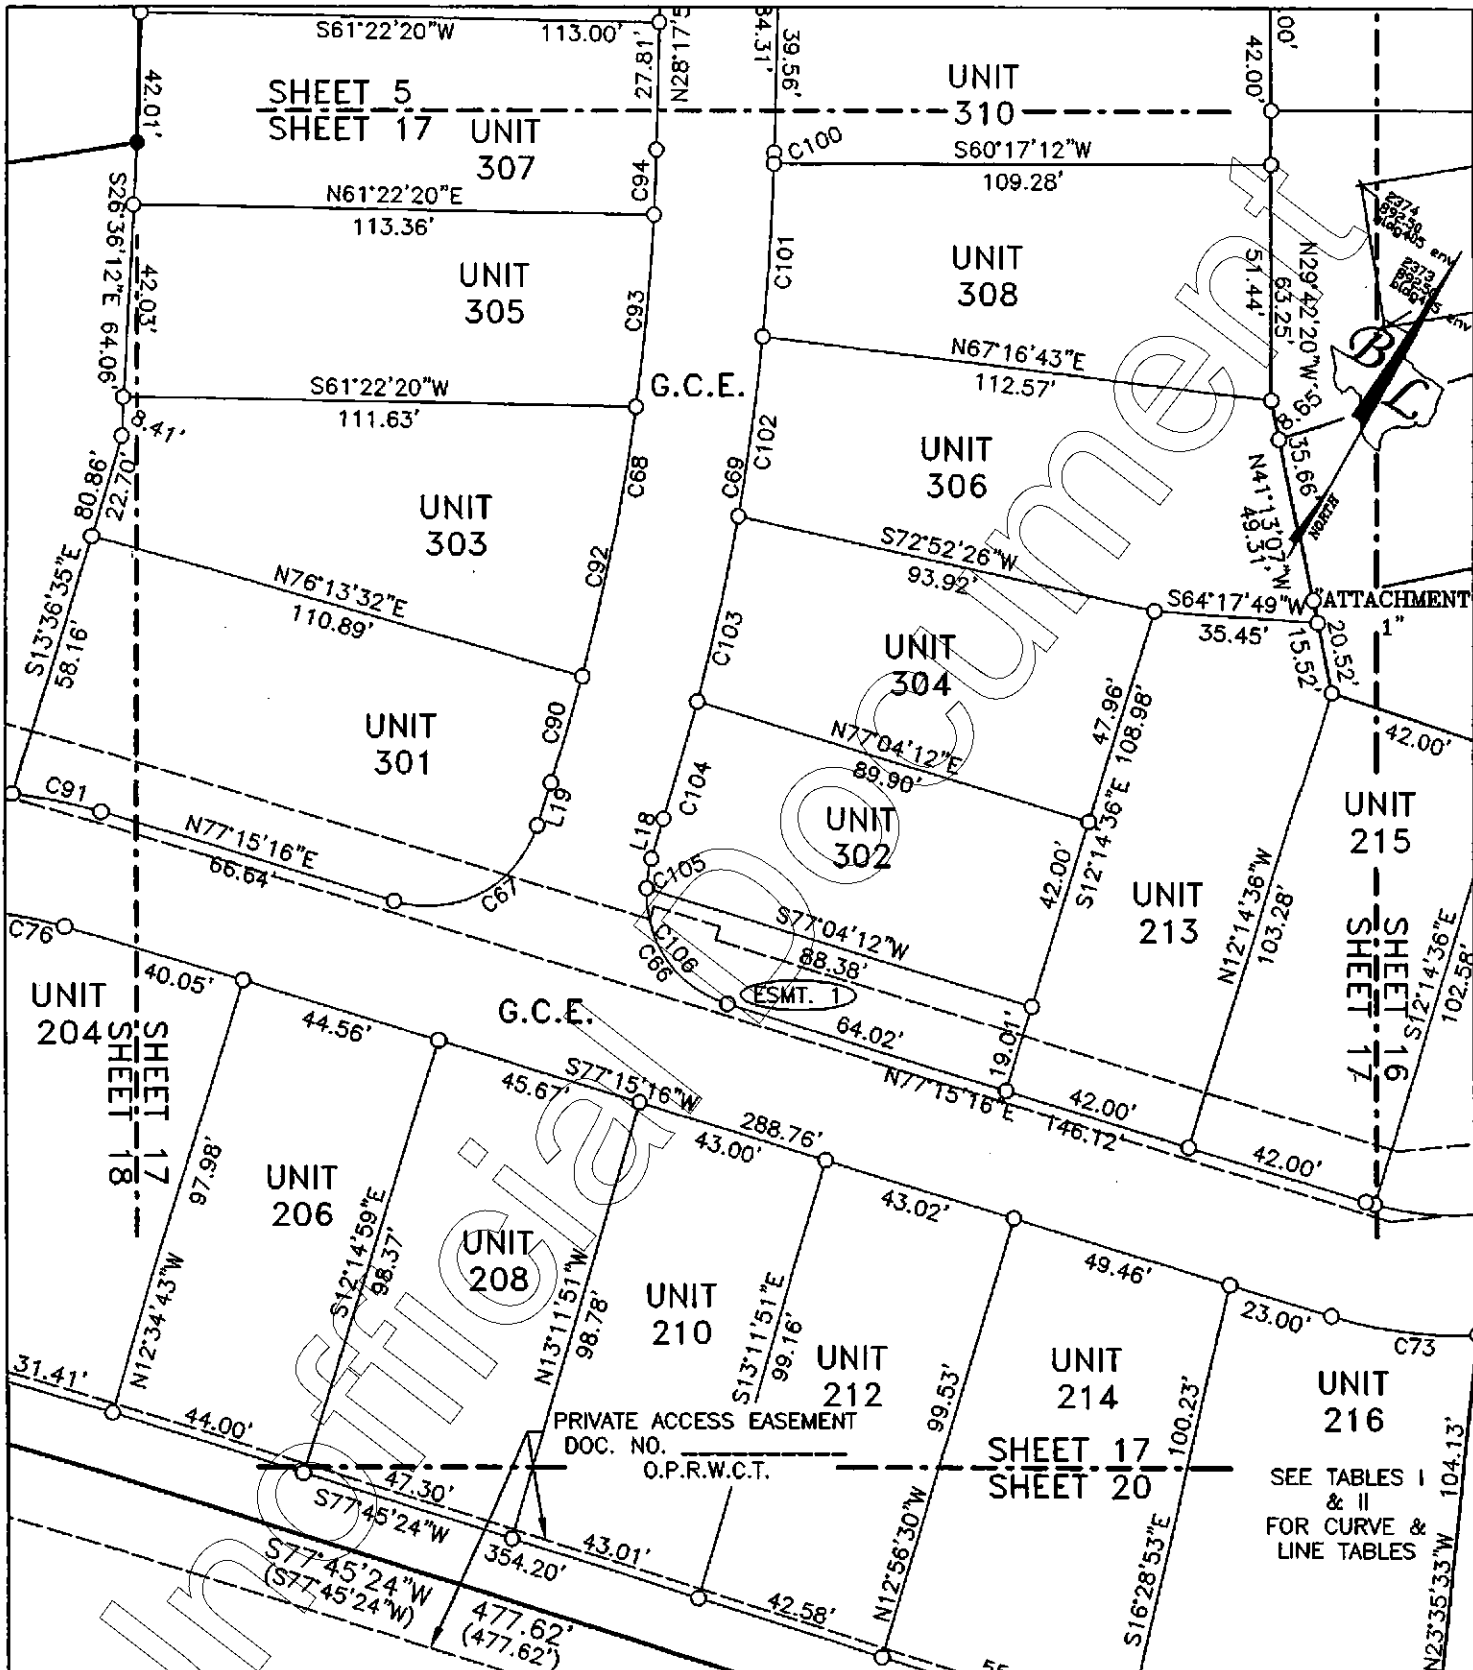 S61°22'20"W 113.00'
42.01'
27.81'
N28°17'5
84.31'
39.56'
42.00'
00'
SHEET 5
SHEET 17
UNIT
307
UNIT
310
C94
C100
S60°17'12"W
109.28'
N61°22'20"E
113.36'
S26°36'12"E 64.06'
42.03'
UNIT
305
C93
C101
UNIT
308
51.44'
63.25'
N29°42'20"W
2374
892.50
bldg405 env
2373
B
L
NORTH
N67°16'43"E
112.57'
S61°22'20"W
111.63'
G.C.E.
8.41'
8.65'
35.66'
N41°13'07"W
49.31'
80.86'
22.70'
C68
C69
C102
UNIT
306
UNIT
303
C92
S72°52'26"W
93.92'
S13°36'35"E
58.16'
N76°13'32"E
110.89'
S64°17'49"W
35.45'
"ATTACHMENT
1"
15.52'
20.52'
C103
UNIT
304
47.96'
S12°14'36"E 108.98'
42.00'
UNIT
301
C90
N77°04'12"E
89.90'
C91
L19
L18
C104
UNIT
302
UNIT
215
N77°15'16"E
66.64'
C67
C105
42.00'
UNIT
213
N12°14'36"W
103.28'
S77°04'12"W
88.38'
C106
C66
SHEET 16
SHEET 17
S12°14'36"E
102.58'
C76
40.05'
UNIT
204
SHEET 17
SHEET 18
44.56'
G.C.E.
ESMT. 1
64.02'
19.01'
N77°15'16"E
146.12'
42.00'
42.00'
S77°15'16"W
45.67'
288.76'
43.00'
43.02'
97.98'
N12°34'43"W
UNIT
206
S12°14'59"E
98.37'
UNIT
208
N13°11'51"W
98.78'
UNIT
210
S13°11'51"E
99.16'
49.46'
23.00'
C73
UNIT
212
99.53'
N12°56'30"W
UNIT
214
100.23'
S16°28'53"E
UNIT
216
31.41'
44.00'
PRIVATE ACCESS EASEMENT
DOC. NO. ____________
O.P.R.W.C.T.
SHEET 17
SHEET 20
SEE TABLES I
& II
FOR CURVE &
LINE TABLES
104.13'
N23°35'33"W
47.30'
S77°45'24"W
354.20'
43.01'
42.58'
S77°45'24"W
(S77°45'24"W)
477.62'
(477.62')
Unofficial Document